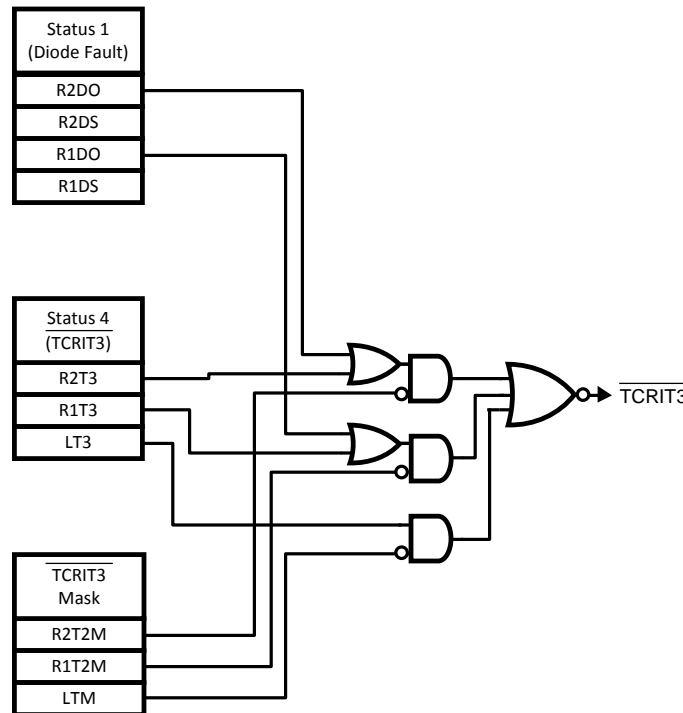 Status 1
(Diode Fault)
R2DO
R2DS
R1DO
R1DS
Status 4
(TCRIT3)
R2T3
R1T3
LT3
TCRIT3
TCRIT3
Mask
R2T2M
R1T2M
LTM